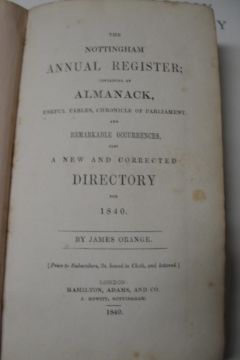 THE
NOTTINGHAM
ANNUAL REGISTER;
CONTAINING AN
ALMANACK,
USEFUL TABLES, CHRONICLE OF PARLIAMENT,
AND
REMARKABLE OCCURRENCES,
ALSO
A NEW AND CORRECTED
DIRECTORY
FOR
1840.
BY JAMES ORANGE.
[Price to Subscribers, 3s. bound in Cloth, and lettered.]
LONDON:
HAMILTON, ADAMS, AND CO.
J. HOWITT, NOTTINGHAM.
1840.
Y